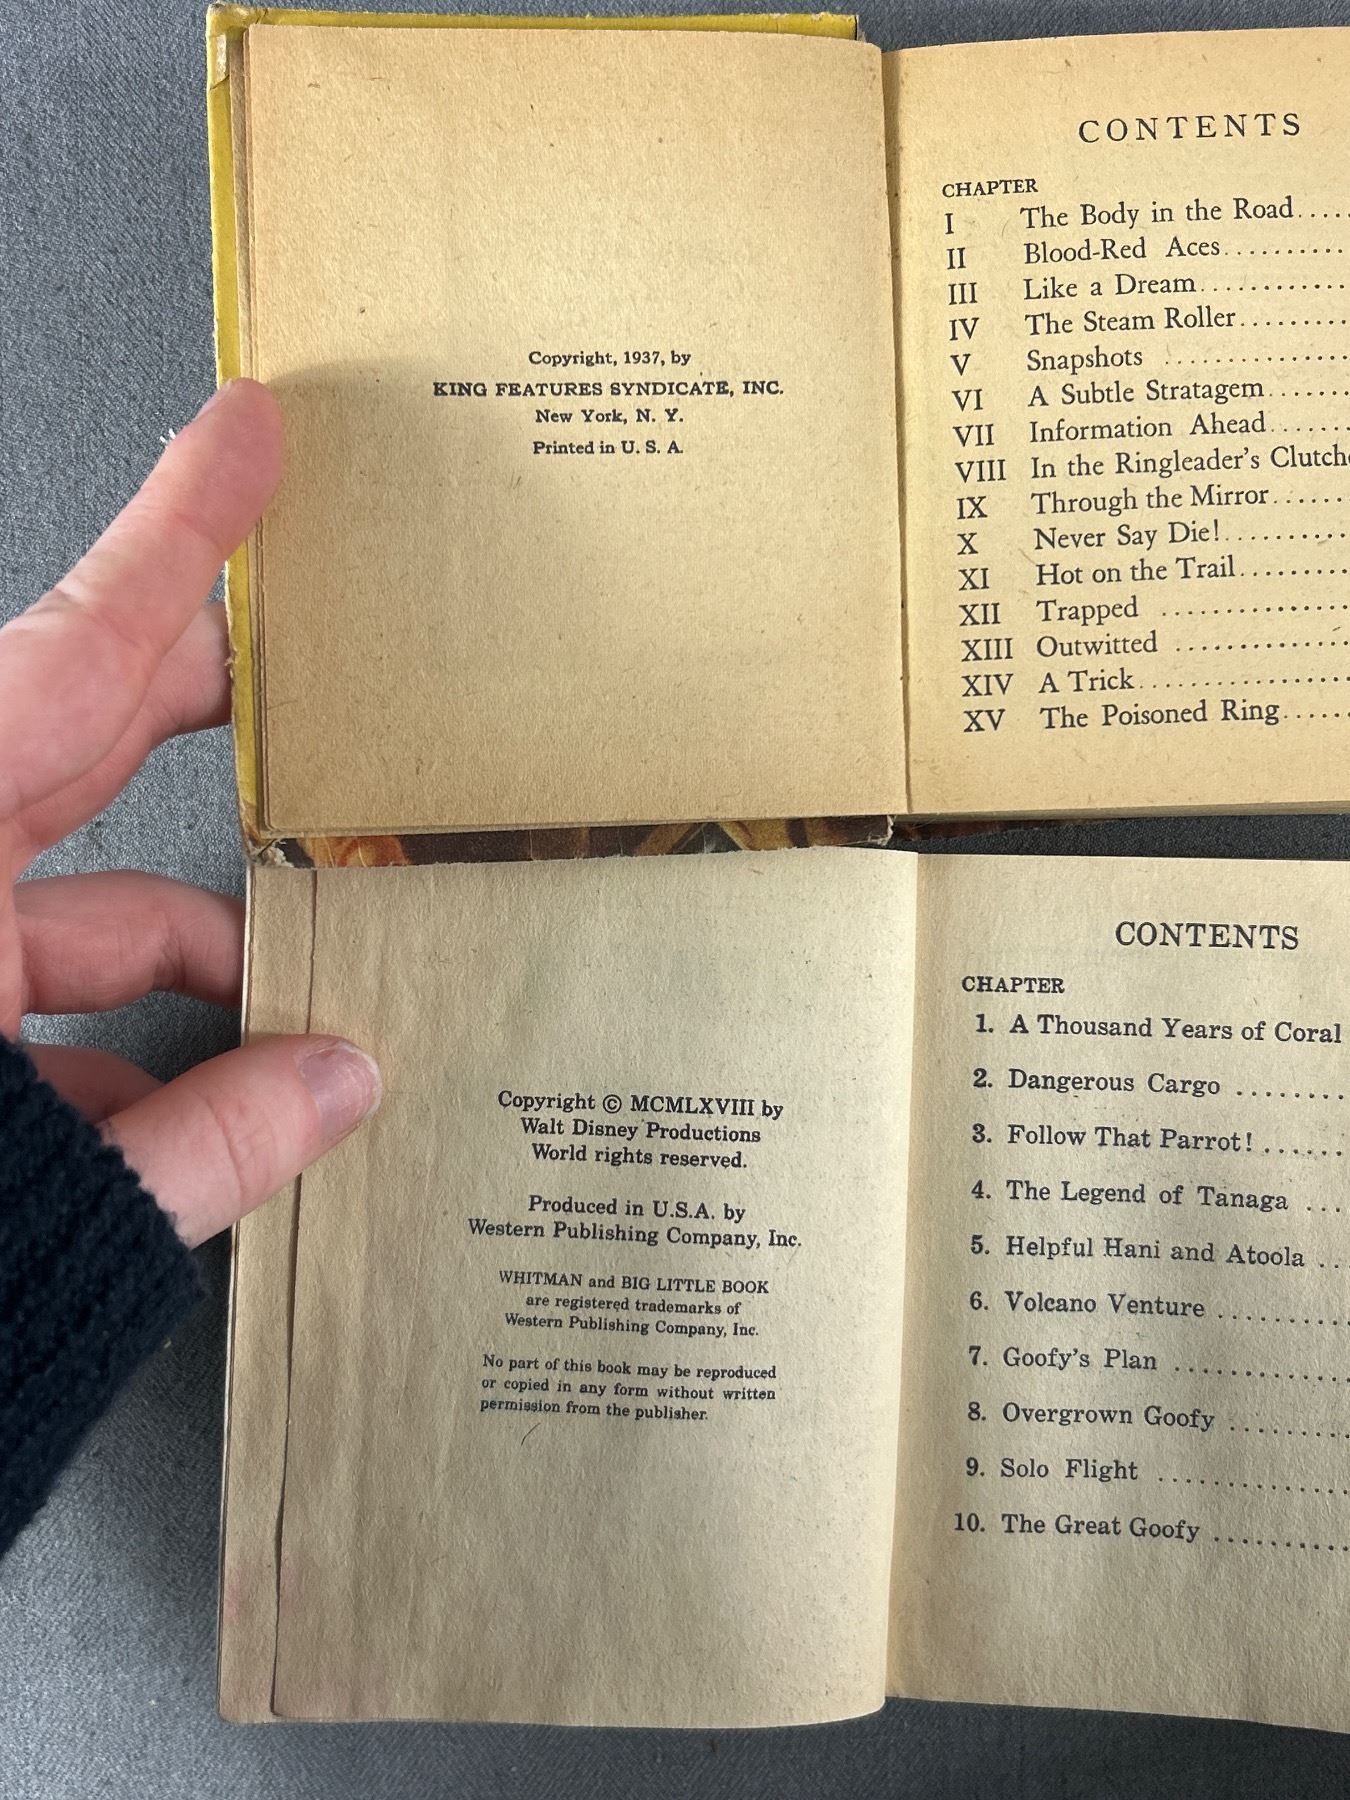 Copyright, 1937, by
KING FEATURES SYNDICATE, INC.
New York, N. Y.
Printed in U. S. A.
CONTENTS
CHAPTER
I The Body in the Road.....
II Blood-Red Aces...........
III Like a Dream............
IV The Steam Roller.........
V Snapshots ..............
VI A Subtle Stratagem.......
VII Information Ahead.......
VIII In the Ringleader's
IX Through the Mirror......
X Never Say Die!..........
XI Hot on the Trail.........
XII Trapped ..............
XIII Outwitted .............
XIV A Trick................
XV The Poisoned Ring......
Copyright © MCMLXVIII by
Walt Disney Productions
World rights reserved.
Produced in U.S.A. by
Western Publishing Company, Inc.
WHITMAN and BIG LITTLE BOOK
are registered trademarks of
Western Publishing Company, Inc.
No part of this book may be reproduced
or copied in any form without written
permission from the publisher.
CONTENTS
CHAPTER
1. A Thousand Years of Coral
2. Dangerous Cargo ........
3. Follow That Parrot! ......
4. The Legend of Tanaga ...
5. Helpful Hani and Atoola ..
6. Volcano Venture ..........
7. Goofy's Plan .............
8. Overgrown Goofy .........
9. Solo Flight ..............
10. The Great Goofy ..........